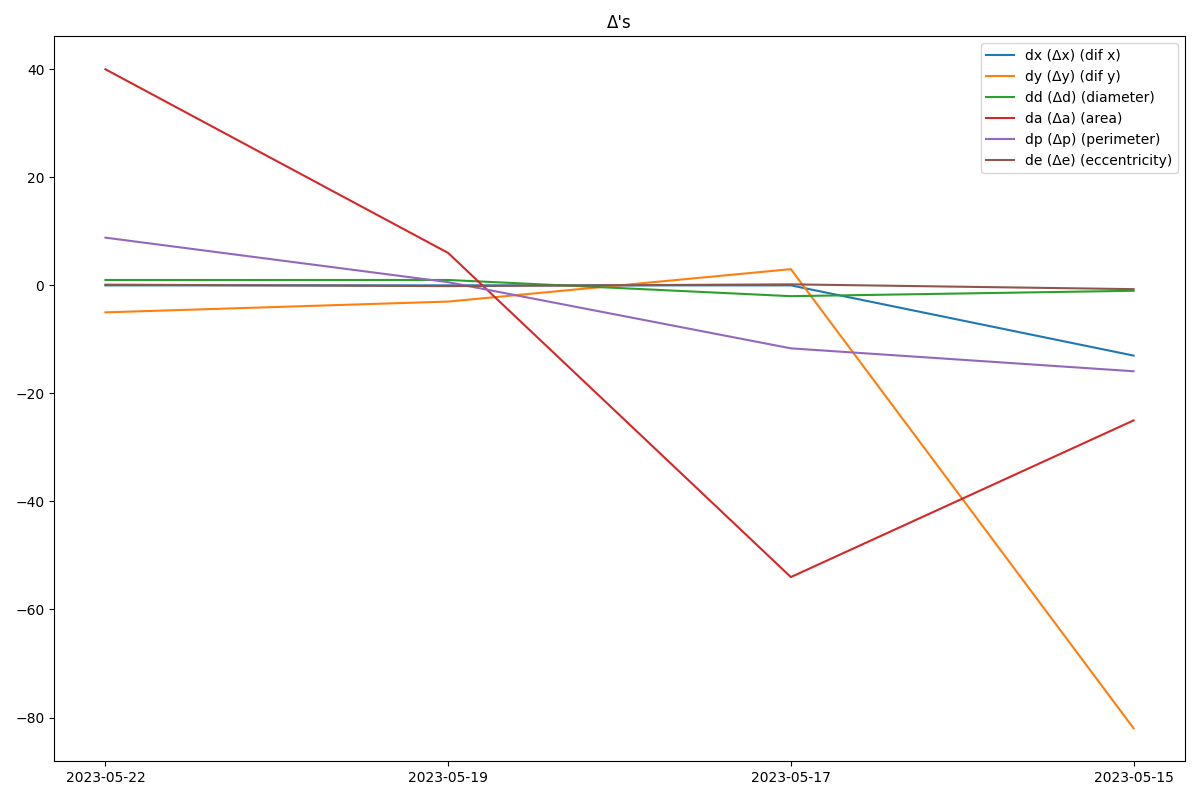 Δ's
dx (Δx) (dif x)
dy (Δy) (dif y)
dd (Δd) (diameter)
da (Δa) (area)
dp (Δp) (perimeter)
de (Δe) (eccentricity)
40
20
0
−20
−40
−60
−80
2023-05-22 2023-05-19 2023-05-17 2023-05-15